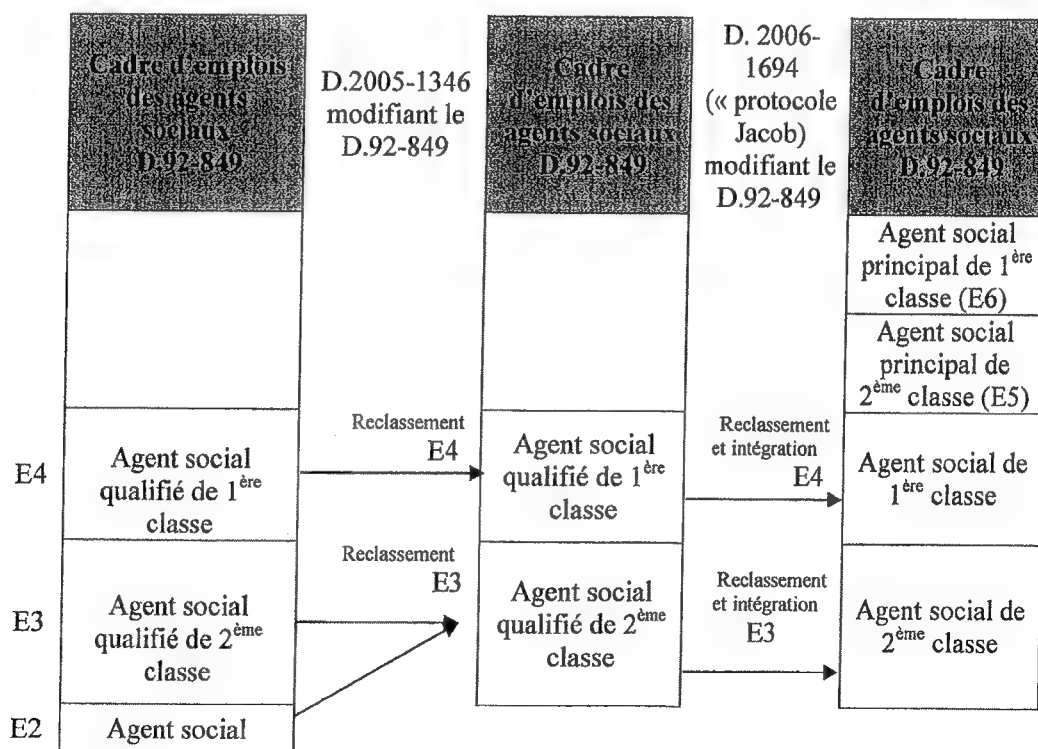 Cadre d'emplois
des agents
sociaux
D.92-849
D.2005-1346
modifiant le
D.92-849
Cadre
d'emplois des
agents sociaux
D.92-849
D. 2006-
1694
(« protocole
Jacob)
modifiant le
D.92-849
Cadre
d'emplois des
agents sociaux
D.92-849
Agent social
principal de 1ère
classe (E6)
Agent social
principal de
2ème classe (E5)
E4
Agent social
qualifié de 1ère
classe
Reclassement
E4
Agent social
qualifié de 1ère
classe
Reclassement
et intégration
E4
Agent social de
1ère classe
E3
Agent social
qualifié de 2ème
classe
Reclassement
E3
Agent social
qualifié de 2ème
classe
Reclassement
et intégration
E3
Agent social de
2ème classe
E2
Agent social